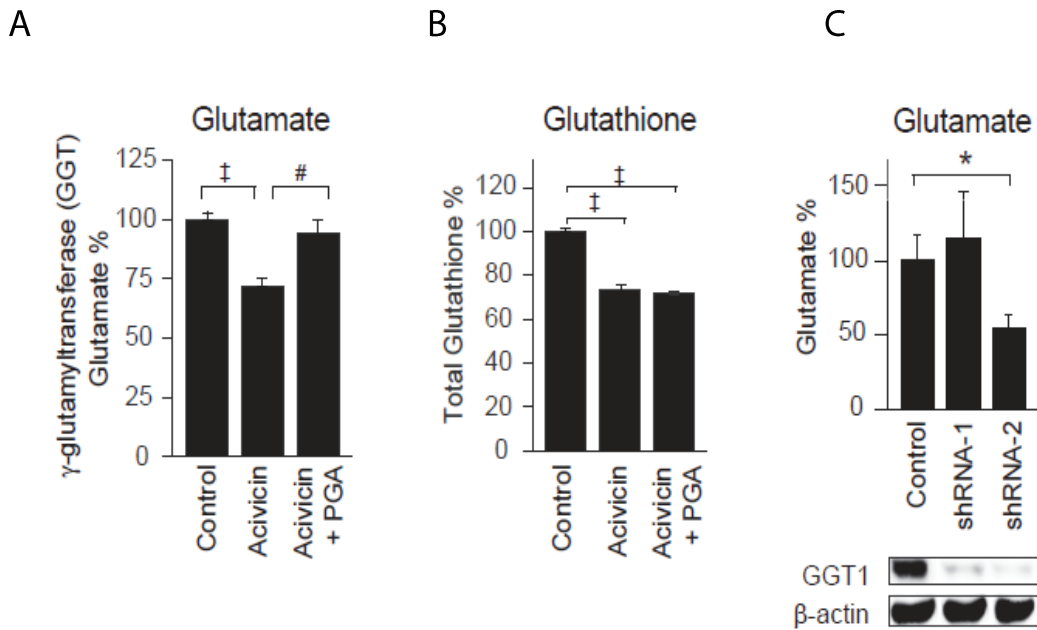 A
B
C
Glutamate
γ-glutamyltransferase (GGT)
Glutamate %
125
100
75
50
25
0
‡
#
Control
Acivicin
Acivicin
+ PGA
Glutathione
Total Glutathione %
120
100
80
60
40
20
0
‡
‡
Control
Acivicin
Acivicin
+ PGA
Glutamate
Glutamate %
150
100
50
0
*
Control
shRNA-1
shRNA-2
GGT1
β-actin